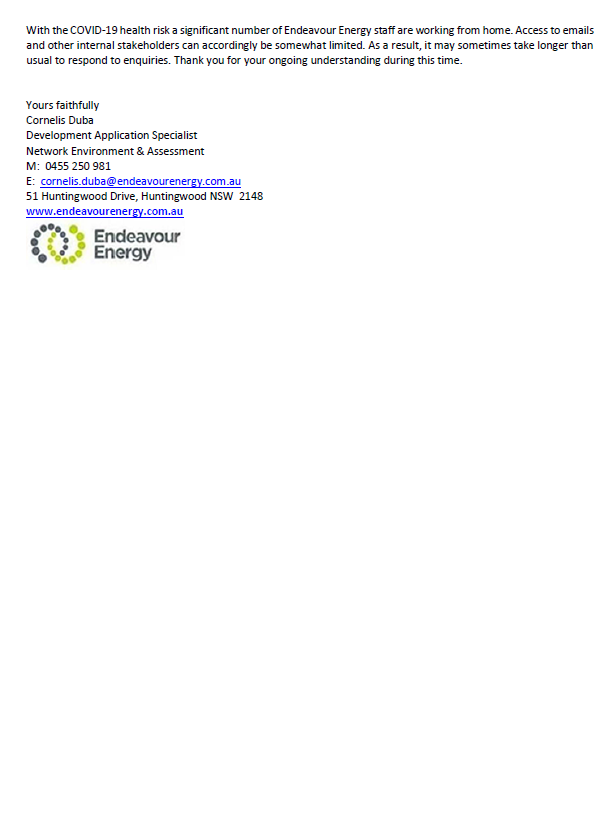 With the COVID-19 health risk a significant number of Endeavour Energy staff are working from home. Access to emails
and other internal stakeholders can accordingly be somewhat limited. As a result, it may sometimes take longer than
usual to respond to enquiries. Thank you for your ongoing understanding during this time.
Yours faithfully
Cornelis Duba
Development Application Specialist
Network Environment & Assessment
M:  0455 250 981
E:  cornelis.duba@endeavourenergy.com.au
51 Huntingwood Drive, Huntingwood NSW  2148
www.endeavourenergy.com.au
Endeavour
Energy